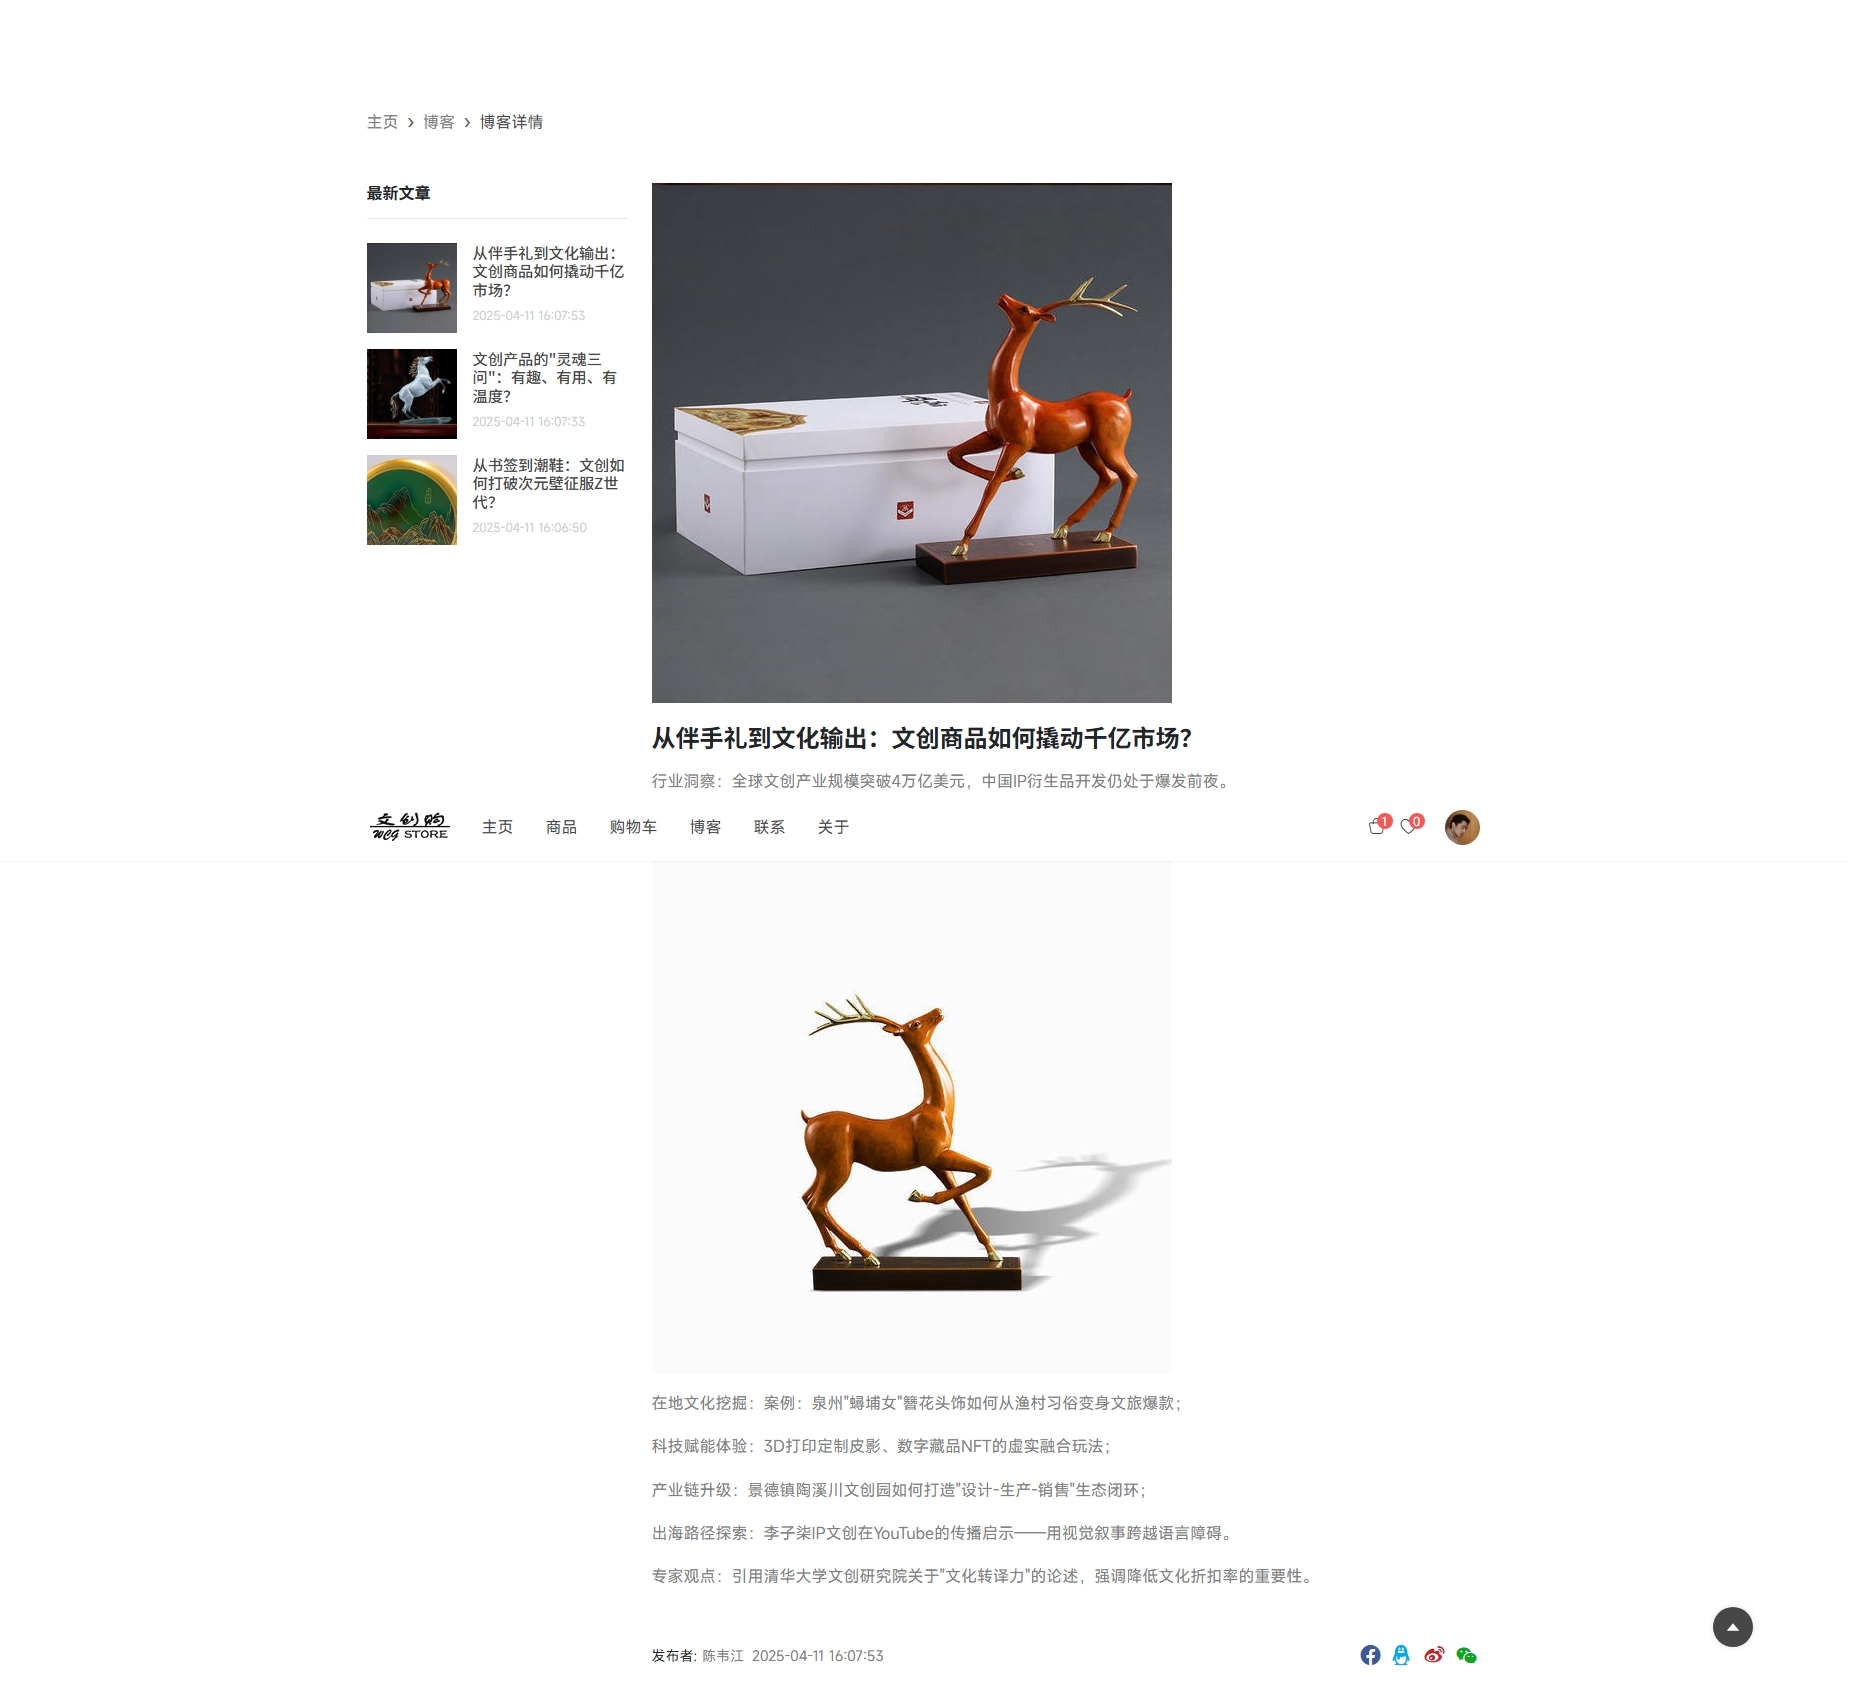 主页 › 博客 › 博客详情
最新文章
从伴手礼到文化输出：
文创商品如何撬动千亿
市场？
2025-04-11 16:07:53
文创产品的"灵魂三
问"：有趣、有用、有
温度？
2025-04-11 16:07:33
从书签到潮鞋：文创如
何打破次元壁征服Z世
代？
2025-04-11 16:06:50
从伴手礼到文化输出：文创商品如何撬动千亿市场？
行业洞察：全球文创产业规模突破4万亿美元，中国IP衍生品开发仍处于爆发前夜。
文创购
WCG STORE
主页 商品 购物车 博客 联系 关于
1 0
在地文化挖掘：案例：泉州"蟳埔女"簪花头饰如何从渔村习俗变身文旅爆款；
科技赋能体验：3D打印定制皮影、数字藏品NFT的虚实融合玩法；
产业链升级：景德镇陶溪川文创园如何打造"设计-生产-销售"生态闭环；
出海路径探索：李子柒IP文创在YouTube的传播启示——用视觉叙事跨越语言障碍。
专家观点：引用清华大学文创研究院关于"文化转译力"的论述，强调降低文化折扣率的重要性。
发布者: 陈韦江 2025-04-11 16:07:53